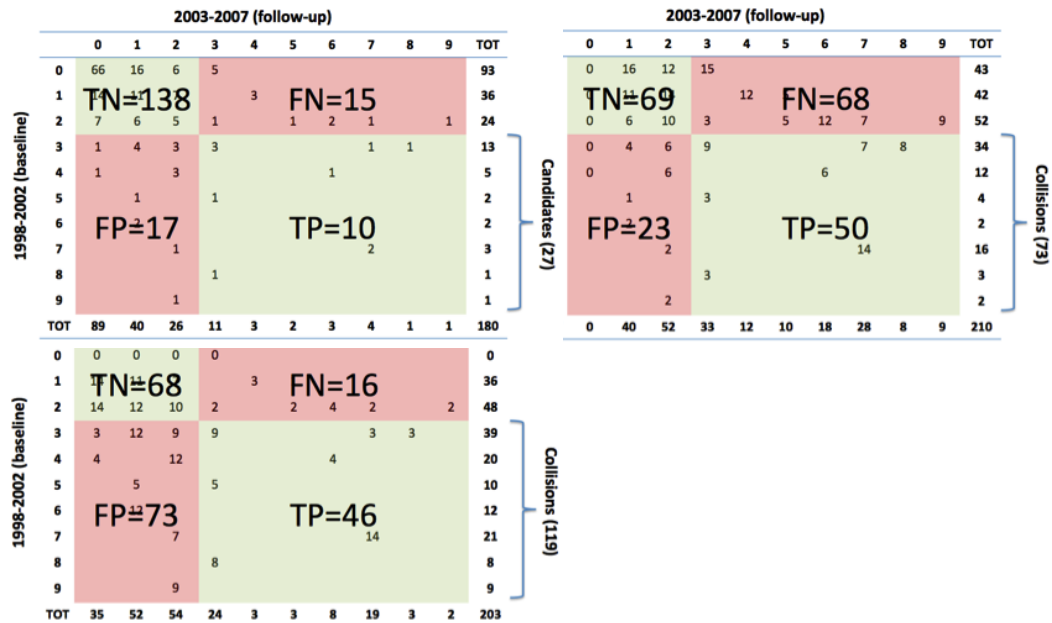 2003-2007 (follow-up)
0 1 2 3 4 5 6 7 8 9 TOT
0 66 16 6 5 93
1 3 36
TN=138 FN=15
2 7 6 5 1 1 2 1 1 24
3 1 4 3 3 1 1 13
4 1 3 1 5
5 1 1 2
6 2
FP=17 TP=10
7 1 2 3
8 1 1
9 1 1
TOT 89 40 26 11 3 2 3 4 1 1 180
1998-2002 (baseline)
Candidates (27)
2003-2007 (follow-up)
0 1 2 3 4 5 6 7 8 9 TOT
0 16 12 15 43
12 42
TN=69 FN=68
0 6 10 3 5 12 7 9 52
0 4 6 9 7 8 34
0 6 6 12
1 3 4
2
FP=23 TP=50
2 14 16
3 3
2 2
0 40 52 33 12 10 18 28 8 9 210
Collisions (73)
0 0 0 0 0 0
1 3 36
TN=68 FN=16
2 14 12 10 2 2 4 2 2 48
3 3 12 9 9 3 3 39
4 4 12 4 20
5 5 5 10
6 12
FP=73 TP=46
7 7 14 21
8 8 8
9 9 9
TOT 35 52 54 24 3 3 8 19 3 2 203
1998-2002 (baseline)
Collisions (119)